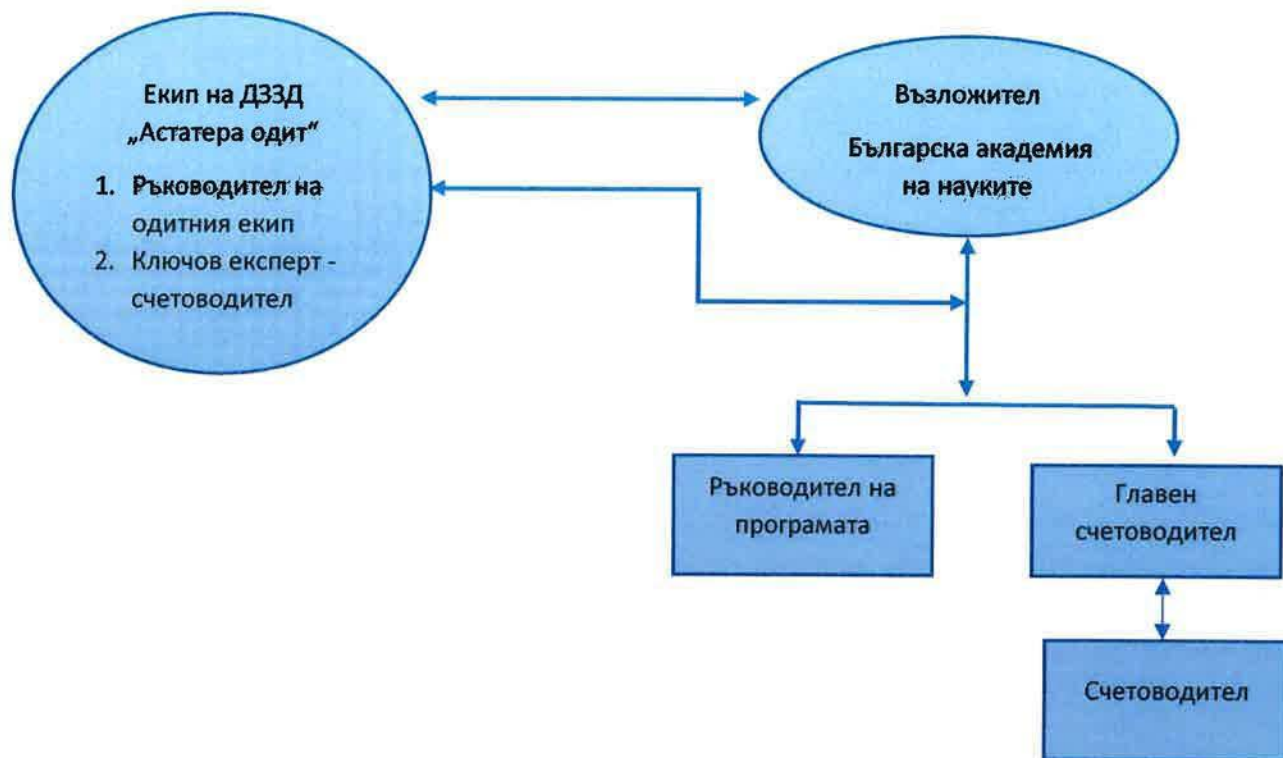 Екип на ДЗЗД
„Астатера одит“
1. Ръководител на
одитния екип
2. Ключов експерт -
счетоводител
Възложител
Българска академия
на науките
Ръководител на
програмата
Главен
счетоводител
Счетоводител